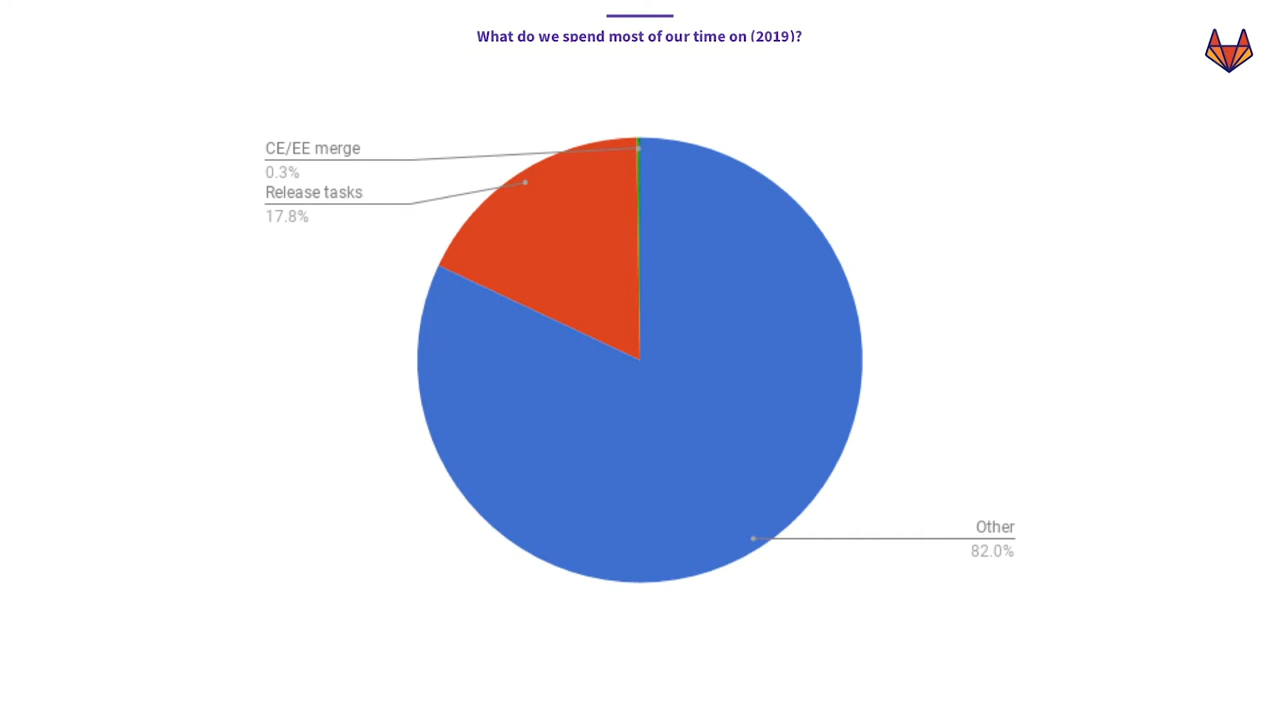 What do we spend most of our time on (2019)?
CE/EE merge
0.3%
Release tasks
17.8%
Other
82.0%